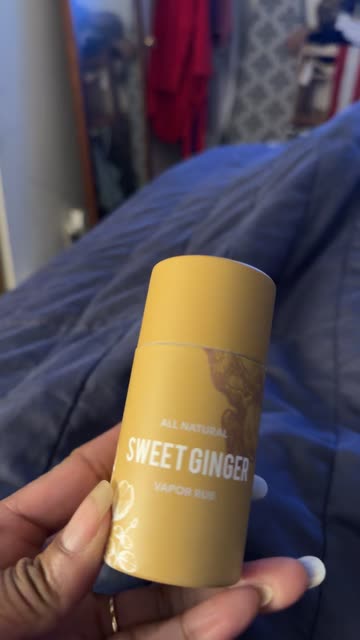 ALL NATURAL
SWEET GINGER
VAPOR RUB